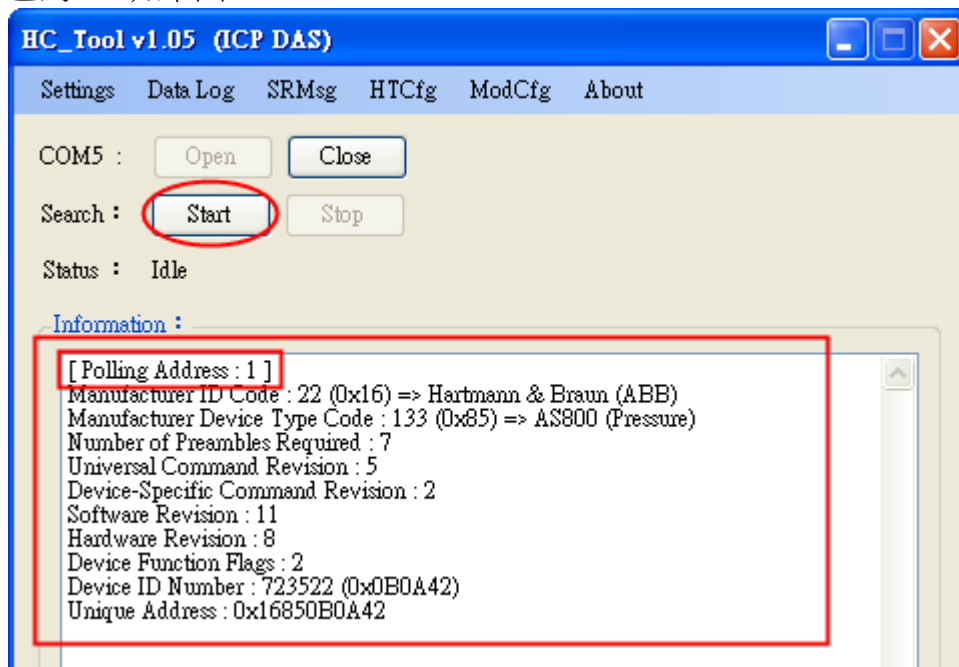 HC_Tool v1.05 (ICP DAS)
Settings Data Log SRMsg HTCfg ModCfg About
COM5 : Open Close
Search : Start Stop
Status : Idle
Information :
[ Polling Address : 1 ]
Manufacturer ID Code : 22 (0x16) => Hartmann & Braun (ABB)
Manufacturer Device Type Code : 133 (0x85) => AS800 (Pressure)
Number of Preambles Required : 7
Universal Command Revision : 5
Device-Specific Command Revision : 2
Software Revision : 11
Hardware Revision : 8
Device Function Flags : 2
Device ID Number : 723522 (0x0B0A42)
Unique Address : 0x16850B0A42